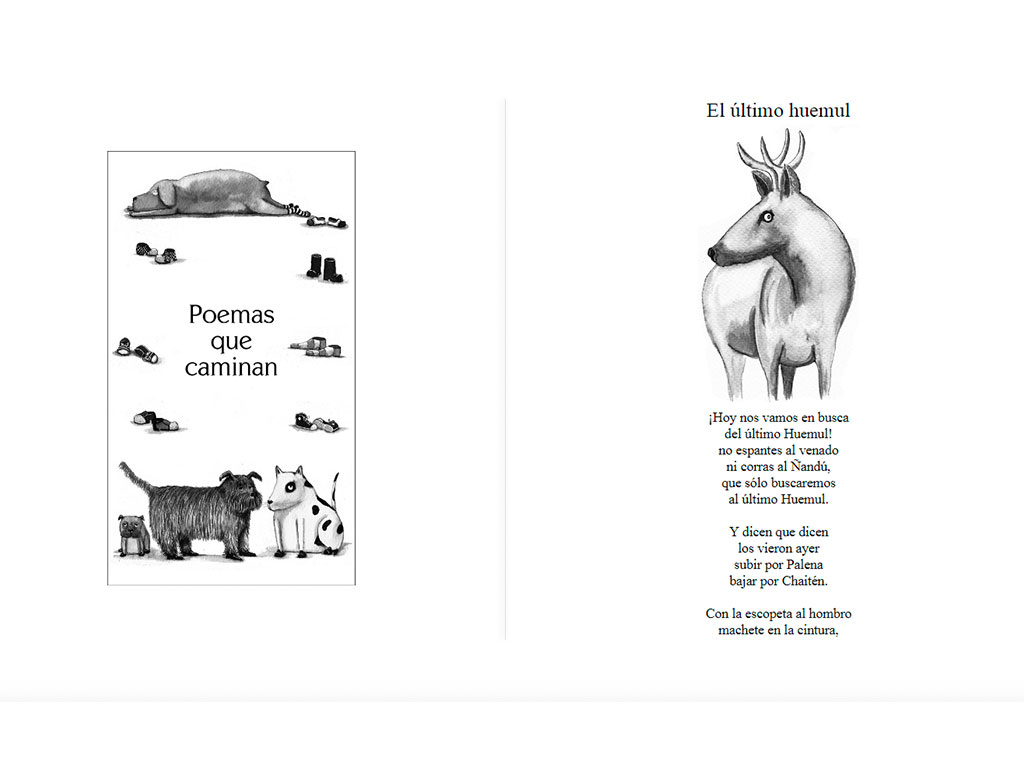 Poemas
que
caminan
El último huemul
¡Hoy nos vamos en busca
del último Huemul!
no espantes al venado
ni corras al Ñandú,
que sólo buscaremos
al último Huemul.
Y dicen que dicen
los vieron ayer
subir por Palena
bajar por Chaitén.
Con la escopeta al hombro
machete en la cintura,